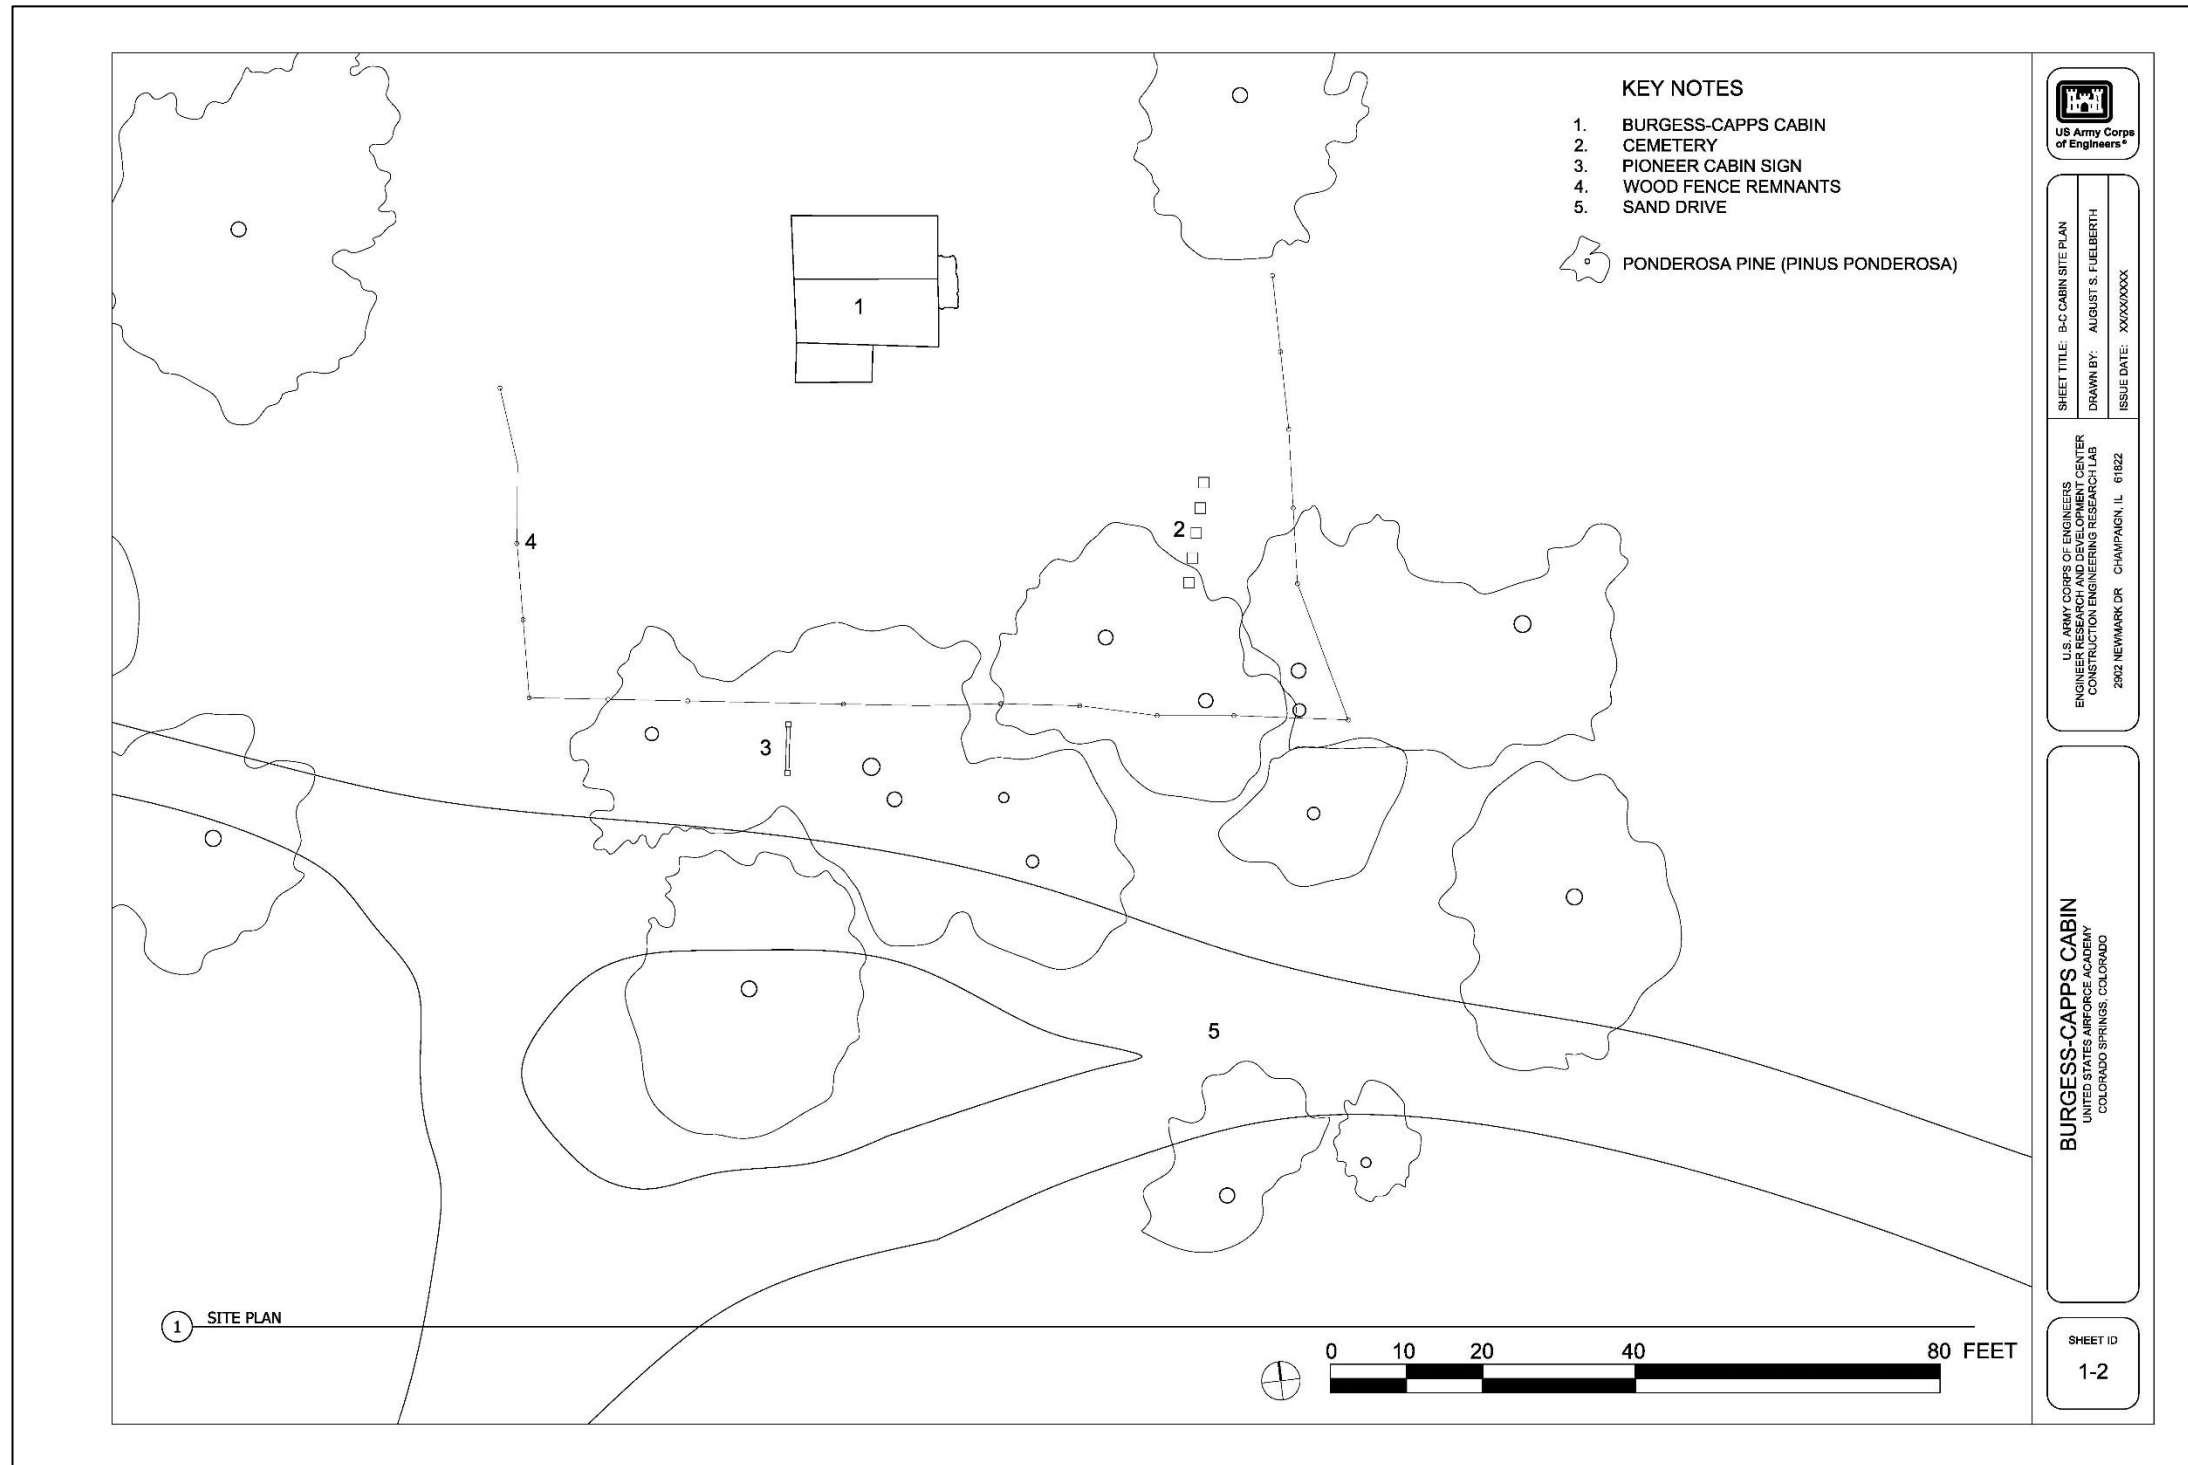 KEY NOTES
1. BURGESS-CAPPS CABIN
2. CEMETERY
3. PIONEER CABIN SIGN
4. WOOD FENCE REMNANTS
5. SAND DRIVE
PONDEROSA PINE (PINUS PONDEROSA)
1
2
4
3
5
1 SITE PLAN
0 10 20 40 80 FEET
US Army Corps
of Engineers®
SHEET TITLE: B-C CABIN SITE PLAN
DRAWN BY: AUGUST S. FUELBERTH
ISSUE DATE: XX/XX/XXXX
U.S. ARMY CORPS OF ENGINEERS
ENGINEER RESEARCH AND DEVELOPMENT CENTER
CONSTRUCTION ENGINEERING RESEARCH LAB
2902 NEWMARK DR CHAMPAIGN, IL 61822
BURGESS-CAPPS CABIN
UNITED STATES AIRFORCE ACADEMY
COLORADO SPRINGS, COLORADO
SHEET ID
1-2